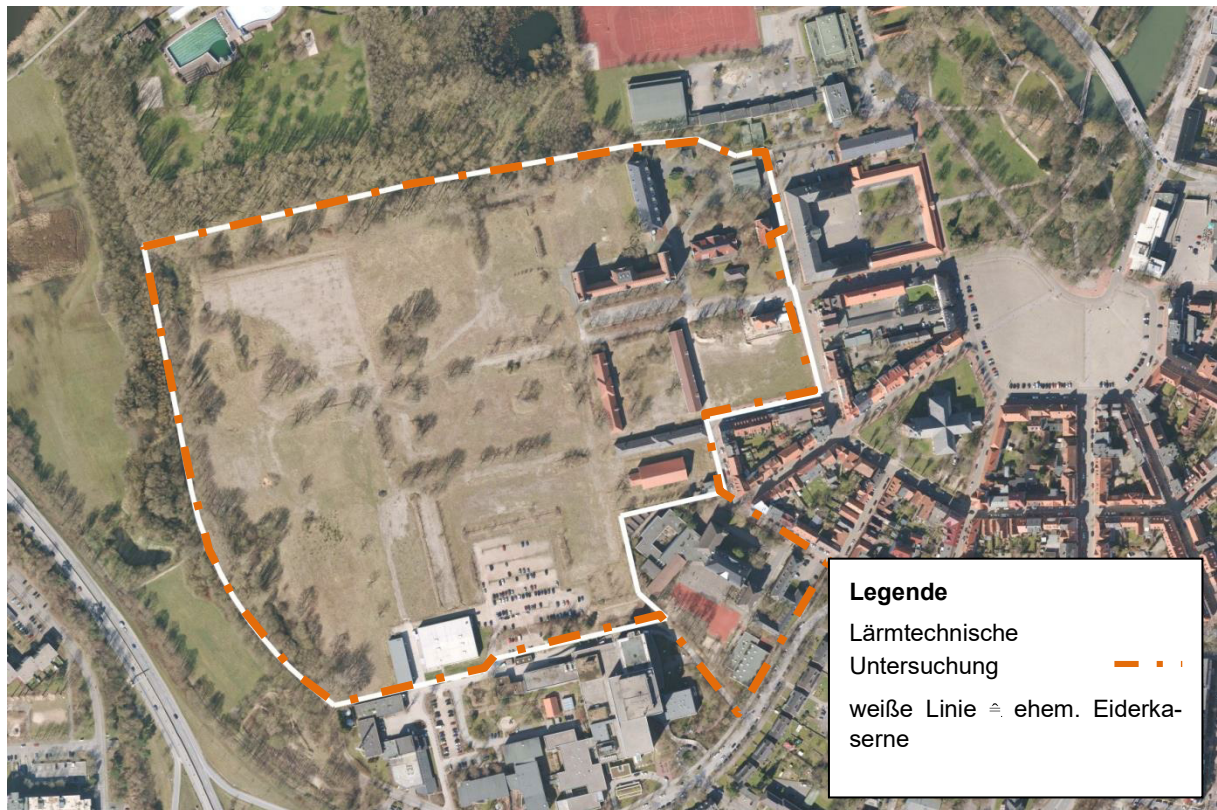 Legende
Lärmtechnische
Untersuchung
weiße Linie ≙ ehem. Eiderka-
serne